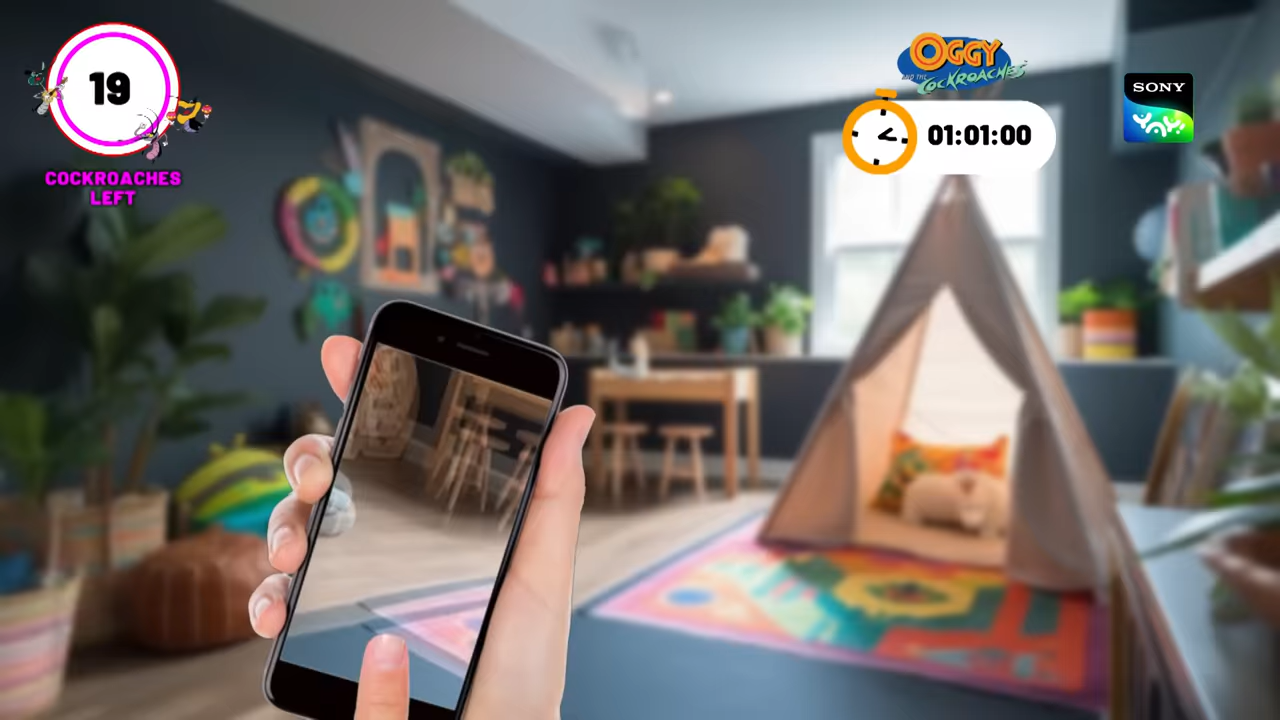 19
COCKROACHES
LEFT
OGGY
AND THE
COCKROACHES
01:01:00
SONY
YAY!